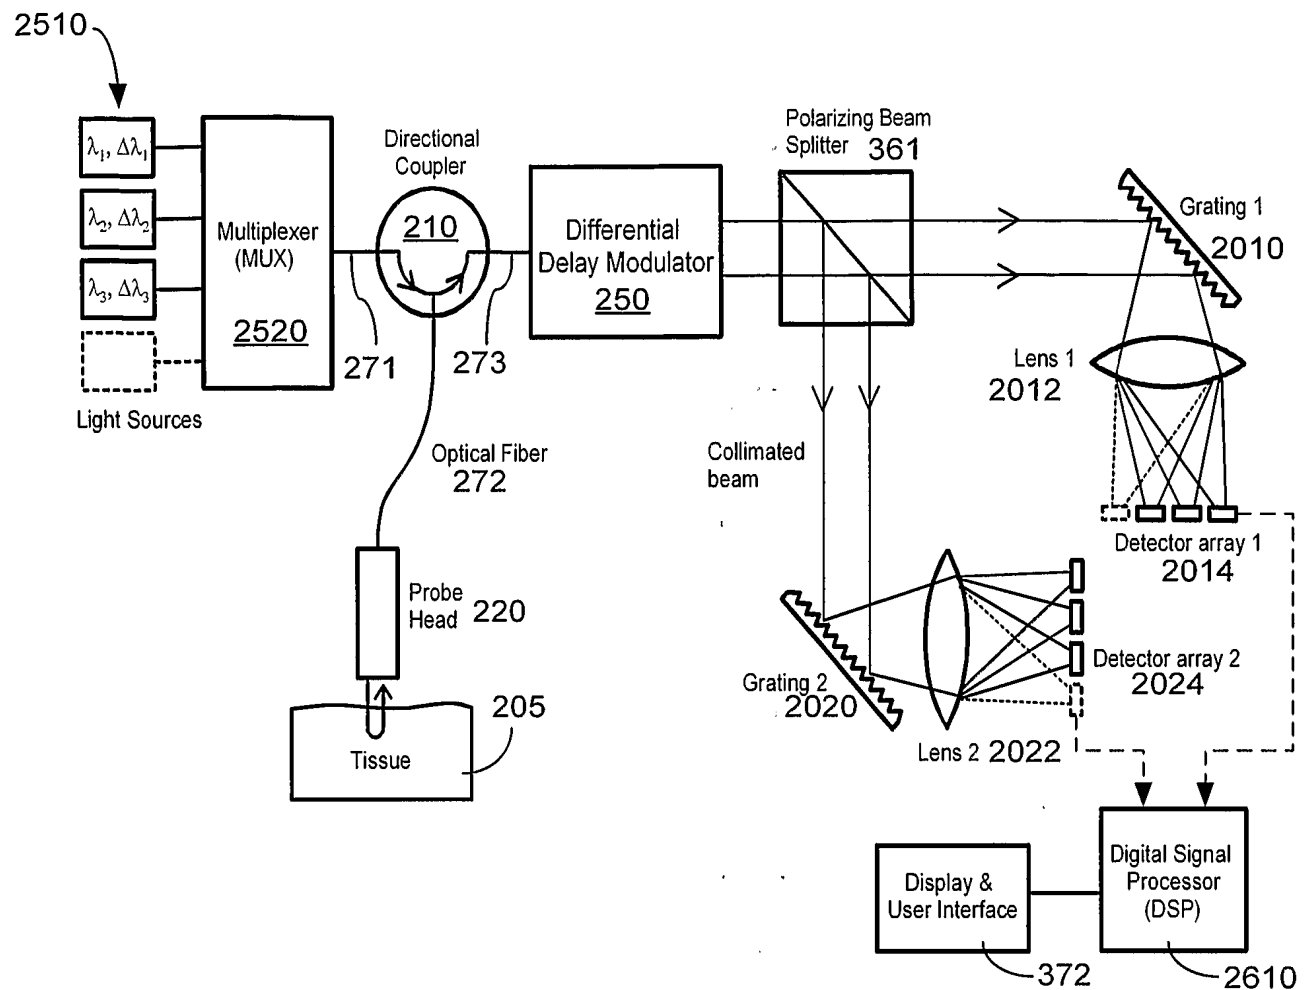 2510
λ1, Δλ1
λ2, Δλ2
λ3, Δλ3
Light Sources
Multiplexer
(MUX)
2520
271
Directional
Coupler
210
273
Optical Fiber
272
Probe
Head 220
205
Tissue
Differential
Delay Modulator
250
Polarizing Beam
Splitter 361
Collimated
beam
Grating 1
2010
Lens 1
2012
Detector array 1
2014
Grating 2
2020
Lens 2 2022
Detector array 2
2024
Display &
User Interface
372
Digital Signal
Processor
(DSP)
2610